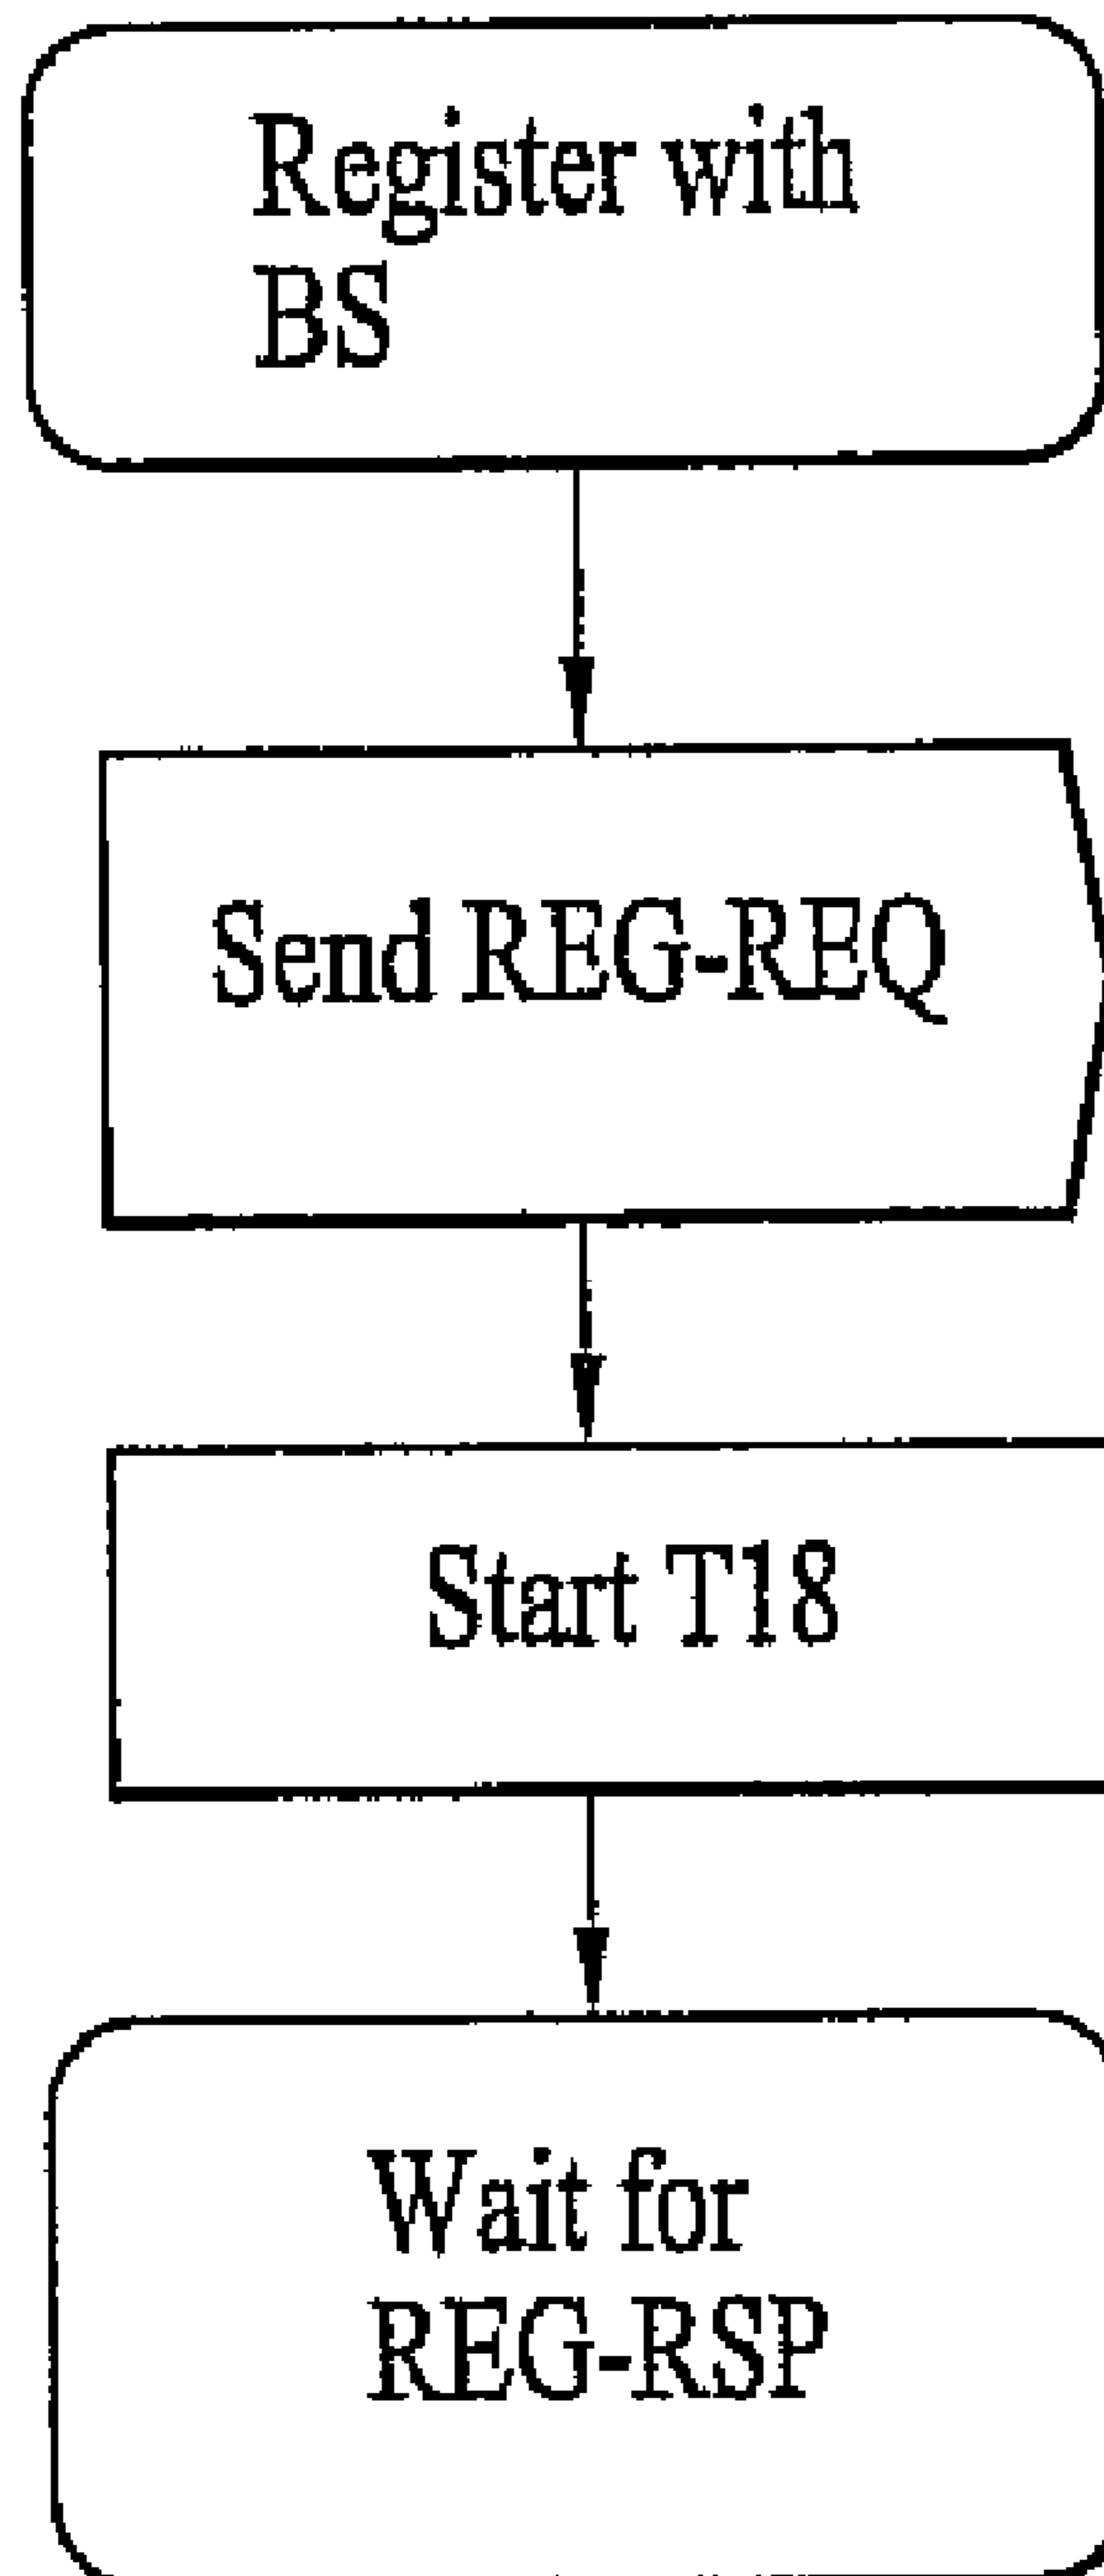 Register with
BS
Send REG-REQ
Start T18
Wait for
REG-RSP